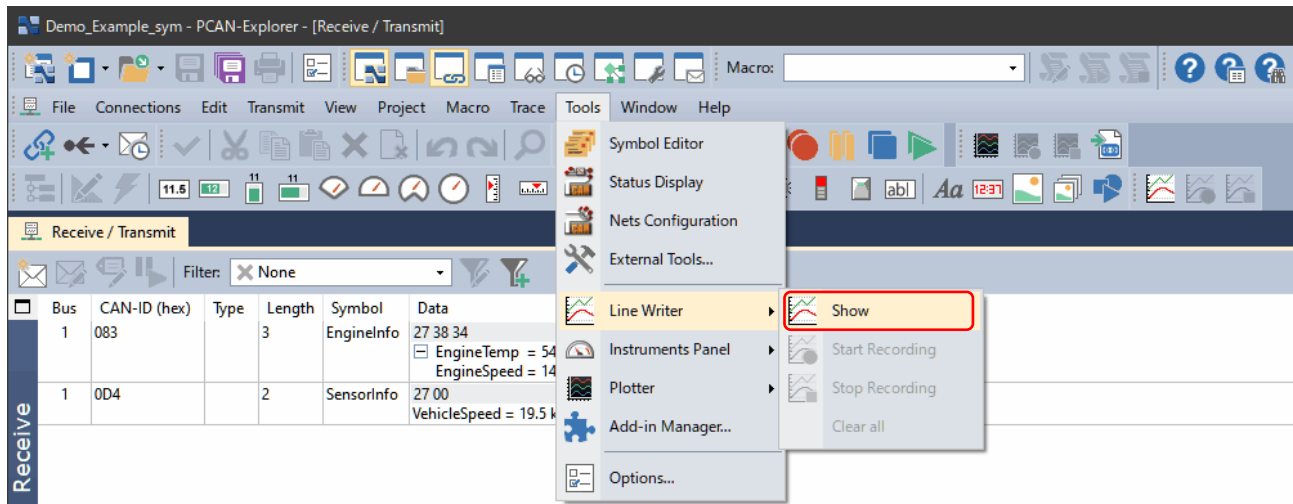 Demo_Example_sym - PCAN-Explorer - [Receive / Transmit]
Macro:
File Connections Edit Transmit View Project Macro Trace Tools Window Help
11.5 12 11 11 ab| Aa 12:37
Receive / Transmit
Filter: None
Bus CAN-ID (hex) Type Length Symbol Data
1 083 3 EngineInfo 27 38 34
EngineTemp = 54
EngineSpeed = 14
1 0D4 2 SensorInfo 27 00
VehicleSpeed = 19.5 k
Receive
Symbol Editor
Status Display
Nets Configuration
External Tools...
Line Writer
Instruments Panel
Plotter
Add-in Manager...
Options...
Show
Start Recording
Stop Recording
Clear all